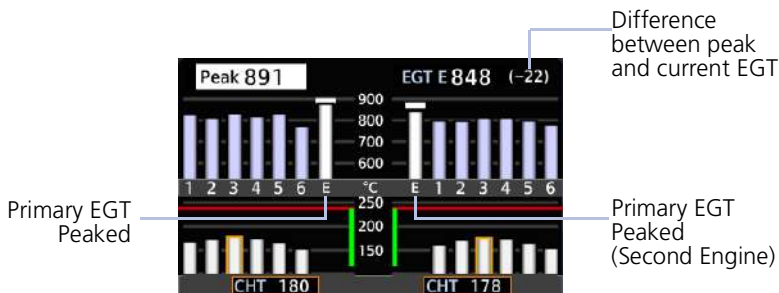 Difference
between peak
and current EGT
Peak 891
EGT E 848 (-22)
900
800
700
600
1 2 3 4 5 6 E °C E 1 2 3 4 5 6
250
200
150
Primary EGT
Peaked
Primary EGT
Peaked
(Second Engine)
CHT 180
CHT 178